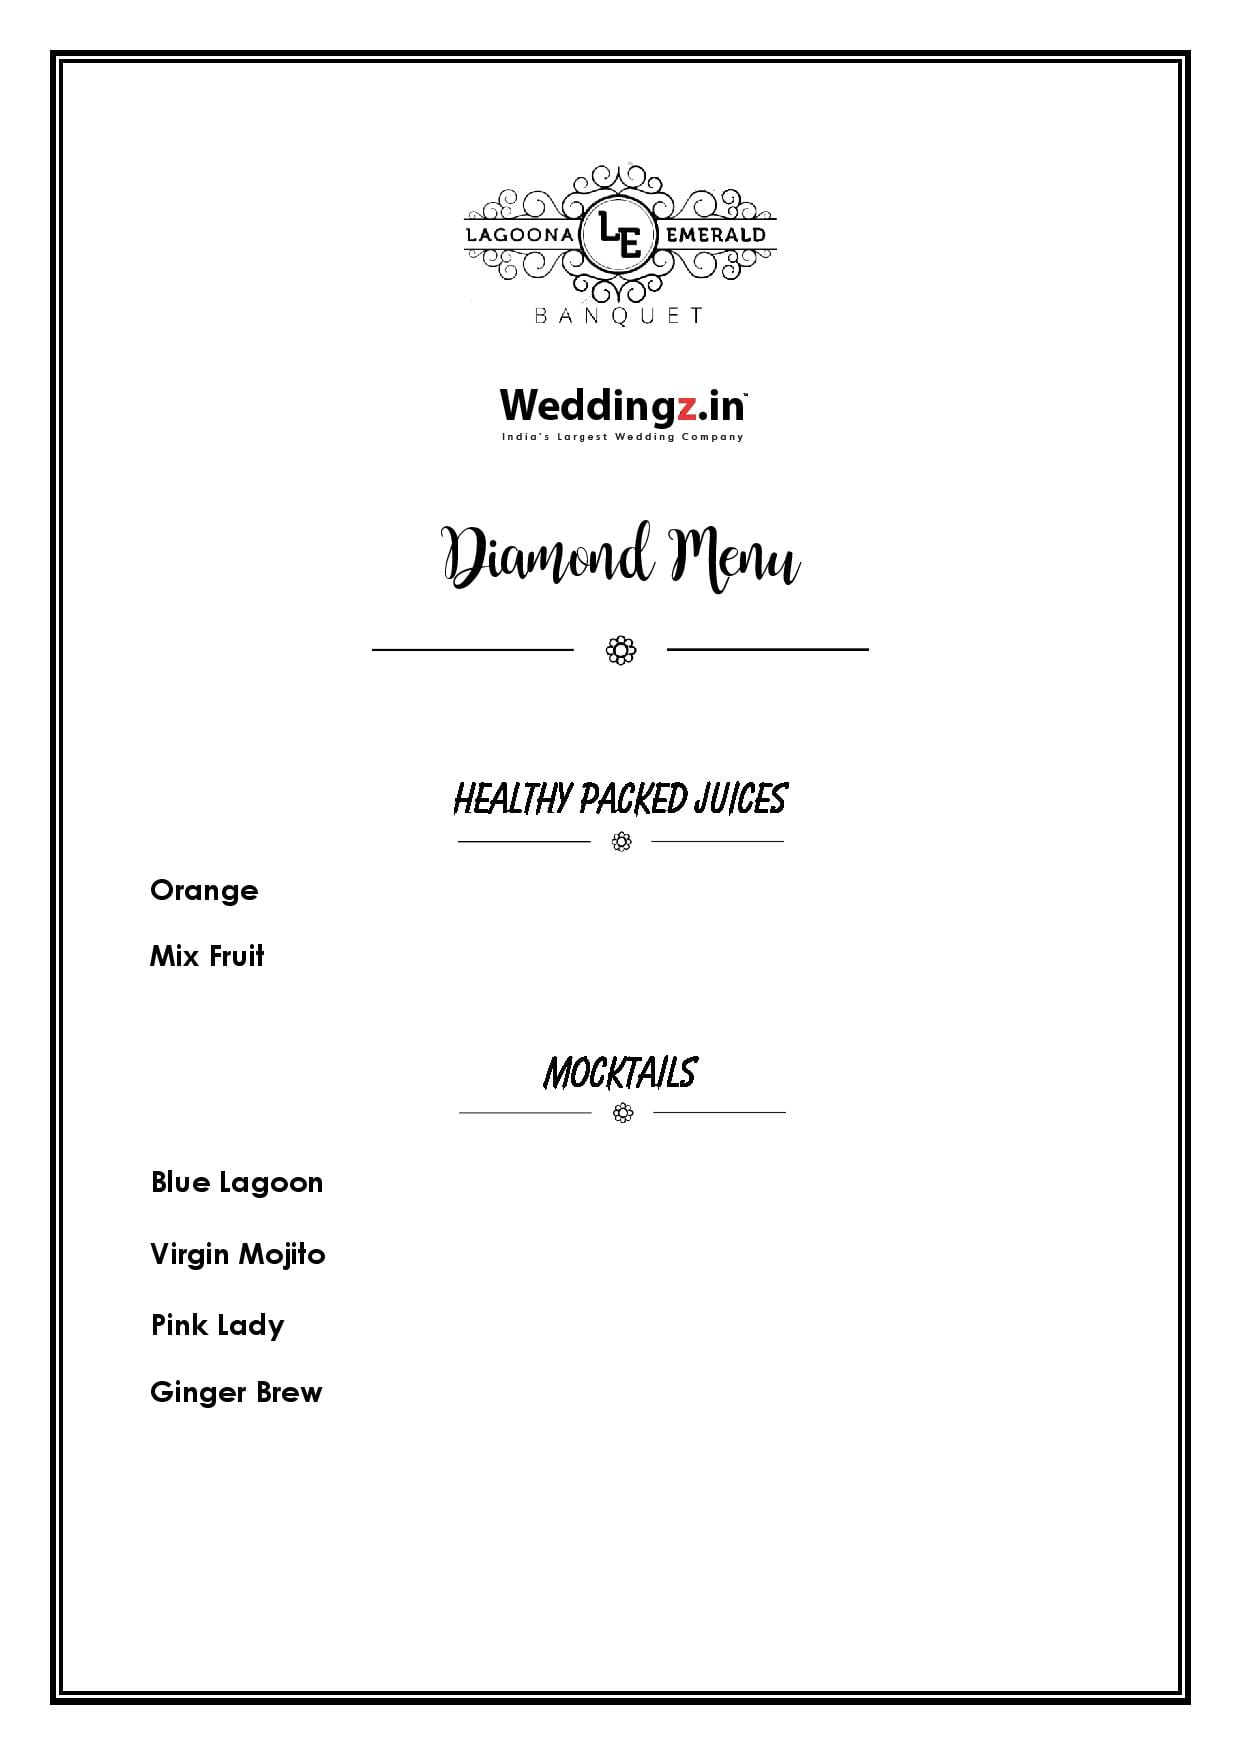 LAGOONA LE EMERALD
BANQUET
Weddingz.in™
India's Largest Wedding Company
Diamond Menu
HEALTHY PACKED JUICES
Orange
Mix Fruit
MOCKTAILS
Blue Lagoon
Virgin Mojito
Pink Lady
Ginger Brew